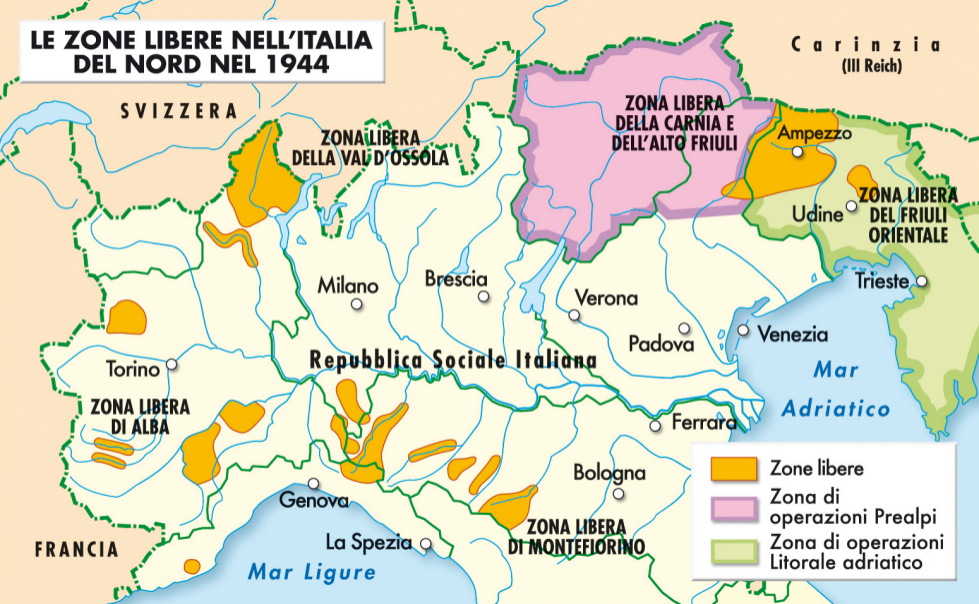 LE ZONE LIBERE NELL'ITALIA
DEL NORD NEL 1944
Carinzia
(III Reich)
SVIZZERA
ZONA LIBERA
DELLA VAL D'OSSOLA
ZONA LIBERA
DELLA CARNIA E
DELL'ALTO FRIULI
Ampezzo
Udine
ZONA LIBERA
DEL FRIULI
ORIENTALE
Trieste
Milano
Brescia
Verona
Padova
Venezia
Torino
Repubblica Sociale Italiana
Mar
Adriatico
ZONA LIBERA
DI ALBA
Ferrara
Bologna
Genova
ZONA LIBERA
DI MONTEFIORINO
La Spezia
FRANCIA
Mar Ligure
Zone libere
Zona di
operazioni Prealpi
Zona di operazioni
Litorale adriatico